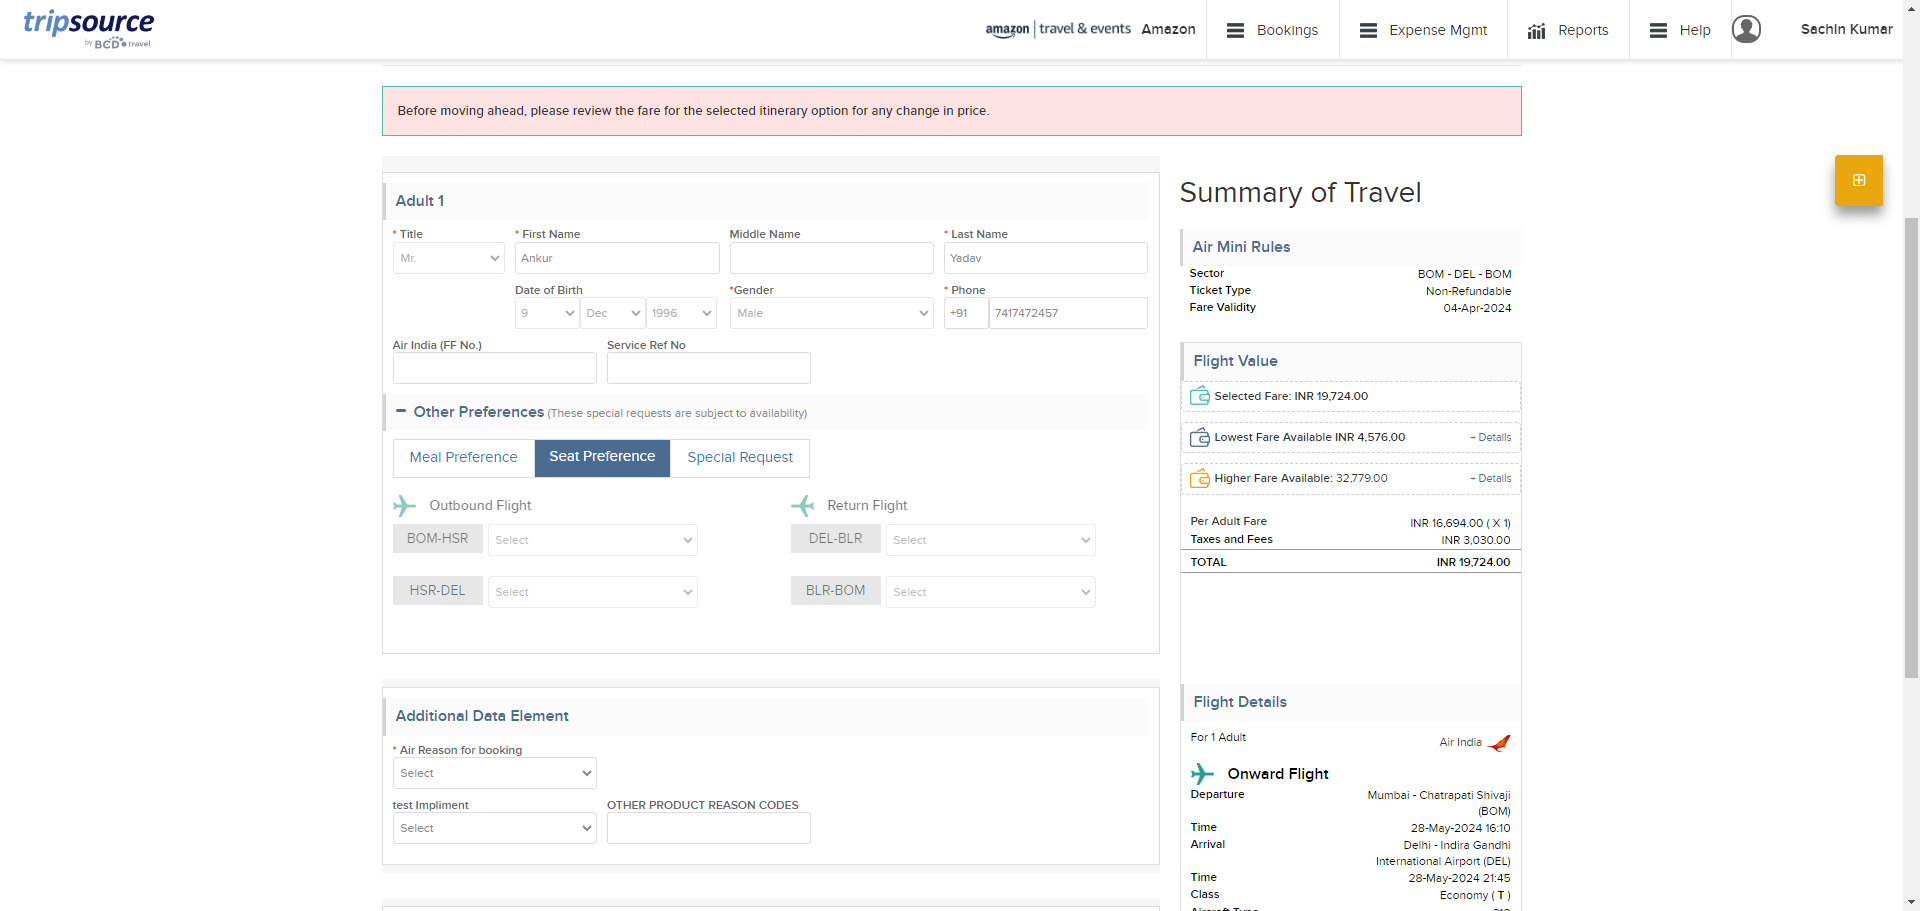 tripsource
by BCD travel
amazon | travel & events Amazon
Bookings
Expense Mgmt
Reports
Help
Sachin Kumar
Before moving ahead, please review the fare for the selected itinerary option for any change in price.
Adult 1
* Title
* First Name
Middle Name
* Last Name
Mr.
Ankur
Yadav
Date of Birth
*Gender
* Phone
9
Dec
1996
Male
+91
7417472457
Air India (FF No.)
Service Ref No
Other Preferences (These special requests are subject to availability)
Meal Preference
Seat Preference
Special Request
Outbound Flight
Return Flight
BOM-HSR
Select
DEL-BLR
Select
HSR-DEL
Select
BLR-BOM
Select
Additional Data Element
* Air Reason for booking
Select
test Impliment
OTHER PRODUCT REASON CODES
Select
Summary of Travel
Air Mini Rules
Sector BOM - DEL - BOM
Ticket Type Non-Refundable
Fare Validity 04-Apr-2024
Flight Value
Selected Fare: INR 19,724.00
Lowest Fare Available INR 4,576.00 + Details
Higher Fare Available: 32,779.00 + Details
Per Adult Fare INR 16,694.00 ( X 1)
Taxes and Fees INR 3,030.00
TOTAL INR 19,724.00
Flight Details
For 1 Adult
Air India
Onward Flight
Departure Mumbai - Chatrapati Shivaji
(BOM)
Time 28-May-2024 16:10
Arrival Delhi - Indira Gandhi
International Airport (DEL)
Time 28-May-2024 21:45
Class Economy ( T )